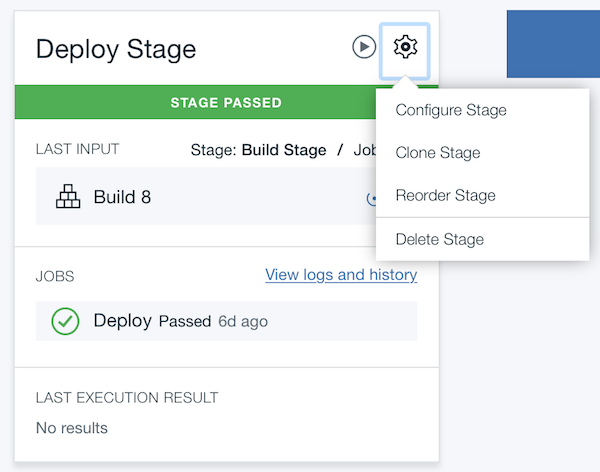 Deploy Stage
STAGE PASSED
Configure Stage
Clone Stage
Reorder Stage
Delete Stage
LAST INPUT Stage: Build Stage / Job
Build 8
JOBS View logs and history
Deploy Passed 6d ago
LAST EXECUTION RESULT
No results